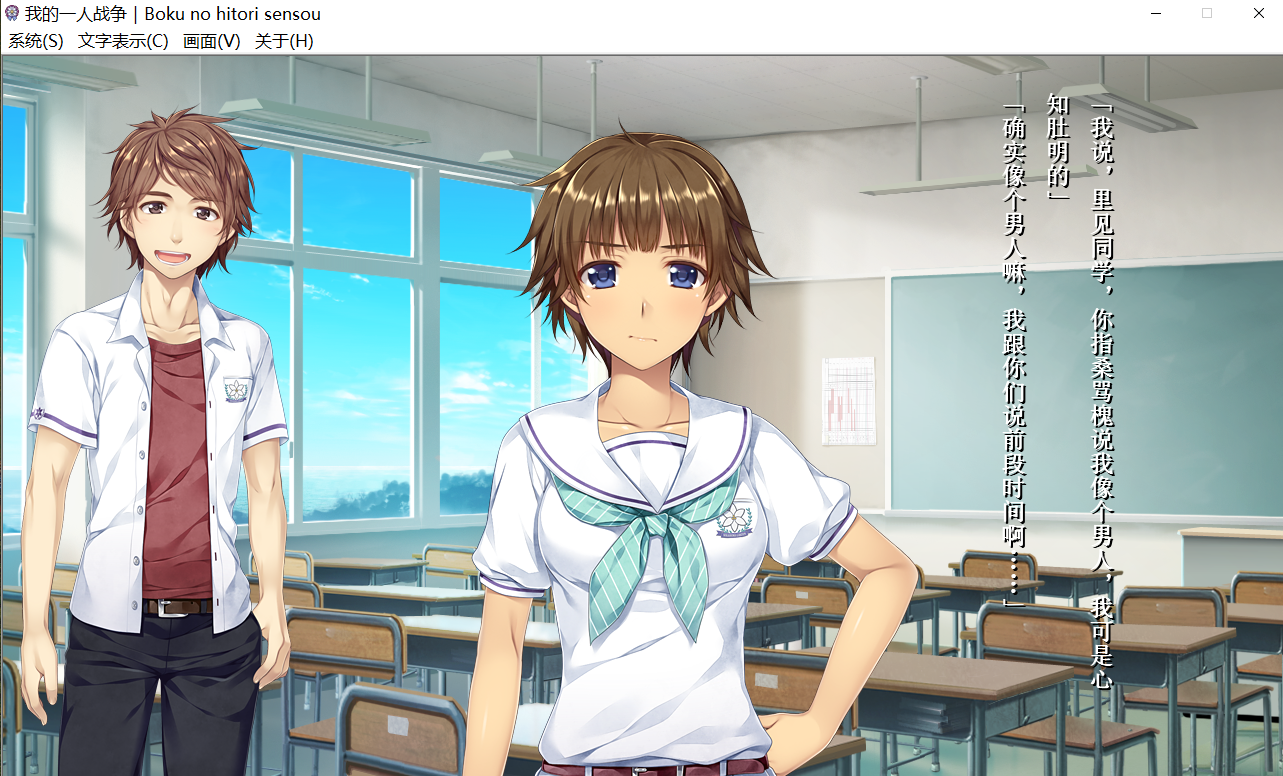 我的一人战争 | Boku no hitori sensou
系统(S) 文字表示(C) 画面(V) 关于(H)
「我说，里见同学，你指桑骂槐说我像个男人，我可是心
知肚明的」
「确实像个男人嘛，我跟你们说前段时间啊……」